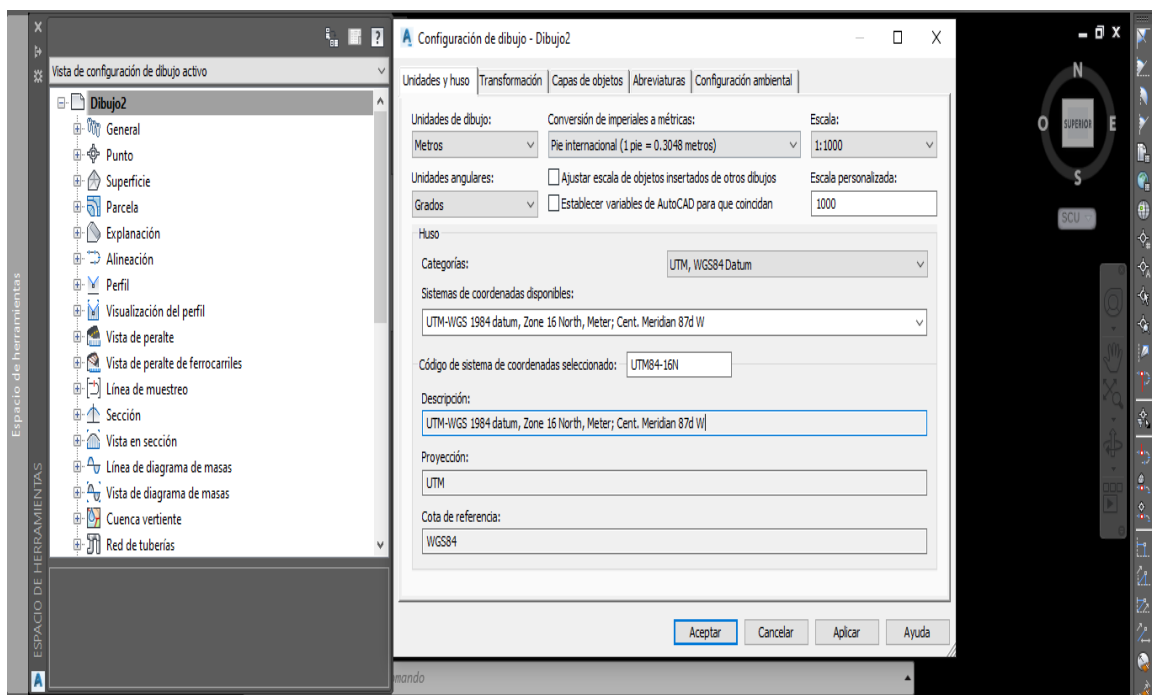 Espacio de herramientas
ESPACIO DE HERRAMIENTAS
Vista de configuración de dibujo activo
Dibujo2
General
Punto
Superficie
Parcela
Explanación
Alineación
Perfil
Visualización del perfil
Vista de peralte
Vista de peralte de ferrocarriles
Línea de muestreo
Sección
Vista en sección
Línea de diagrama de masas
Vista de diagrama de masas
Cuenca vertiente
Red de tuberías
Configuración de dibujo - Dibujo2
Unidades y huso Transformación Capas de objetos Abreviaturas Configuración ambiental
Unidades de dibujo: Conversión de imperiales a métricas: Escala:
Metros Pie internacional (1 pie = 0.3048 metros) 1:1000
Unidades angulares: Ajustar escala de objetos insertados de otros dibujos Escala personalizada:
Grados Establecer variables de AutoCAD para que coincidan 1000
Huso
Categorías: UTM, WGS84 Datum
Sistemas de coordenadas disponibles:
UTM-WGS 1984 datum, Zone 16 North, Meter; Cent. Meridian 87d W
Código de sistema de coordenadas seleccionado: UTM84-16N
Descripción:
UTM-WGS 1984 datum, Zone 16 North, Meter; Cent. Meridian 87d W
Proyección:
UTM
Cota de referencia:
WGS84
Aceptar Cancelar Aplicar Ayuda
mando
N
O SUPERIOR E
S
SCU